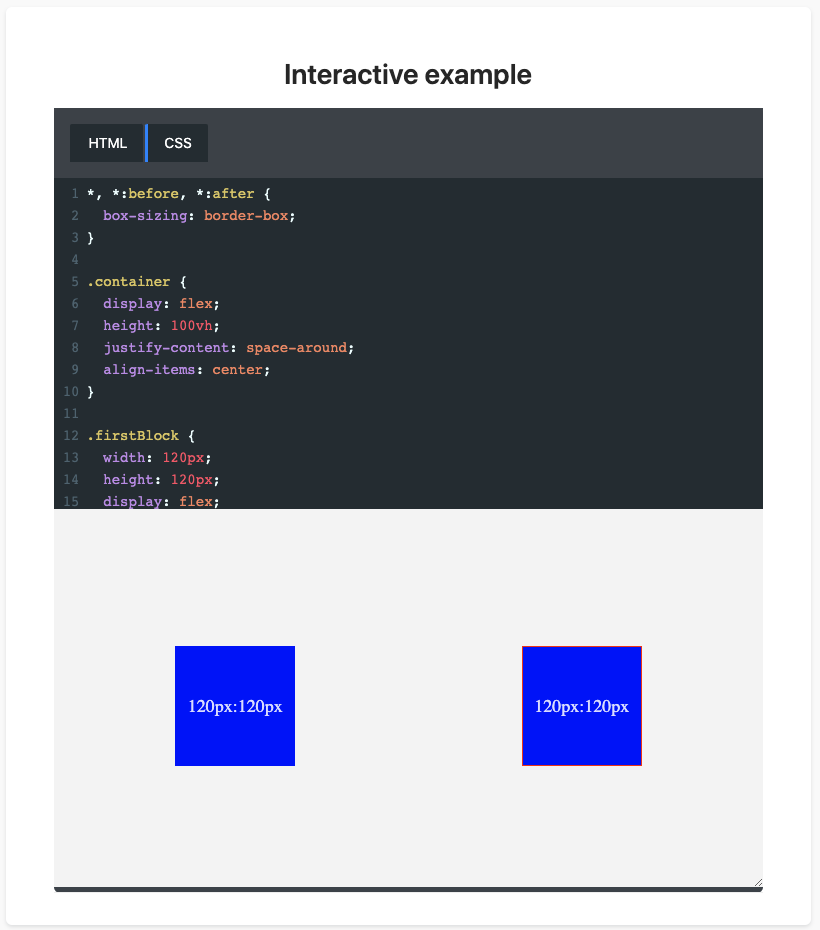 Interactive example
HTML CSS
1 *, *:before, *:after {
2 box-sizing: border-box;
3 }
4
5 .container {
6 display: flex;
7 height: 100vh;
8 justify-content: space-around;
9 align-items: center;
10 }
11
12 .firstBlock {
13 width: 120px;
14 height: 120px;
15 display: flex;
120px:120px 120px:120px